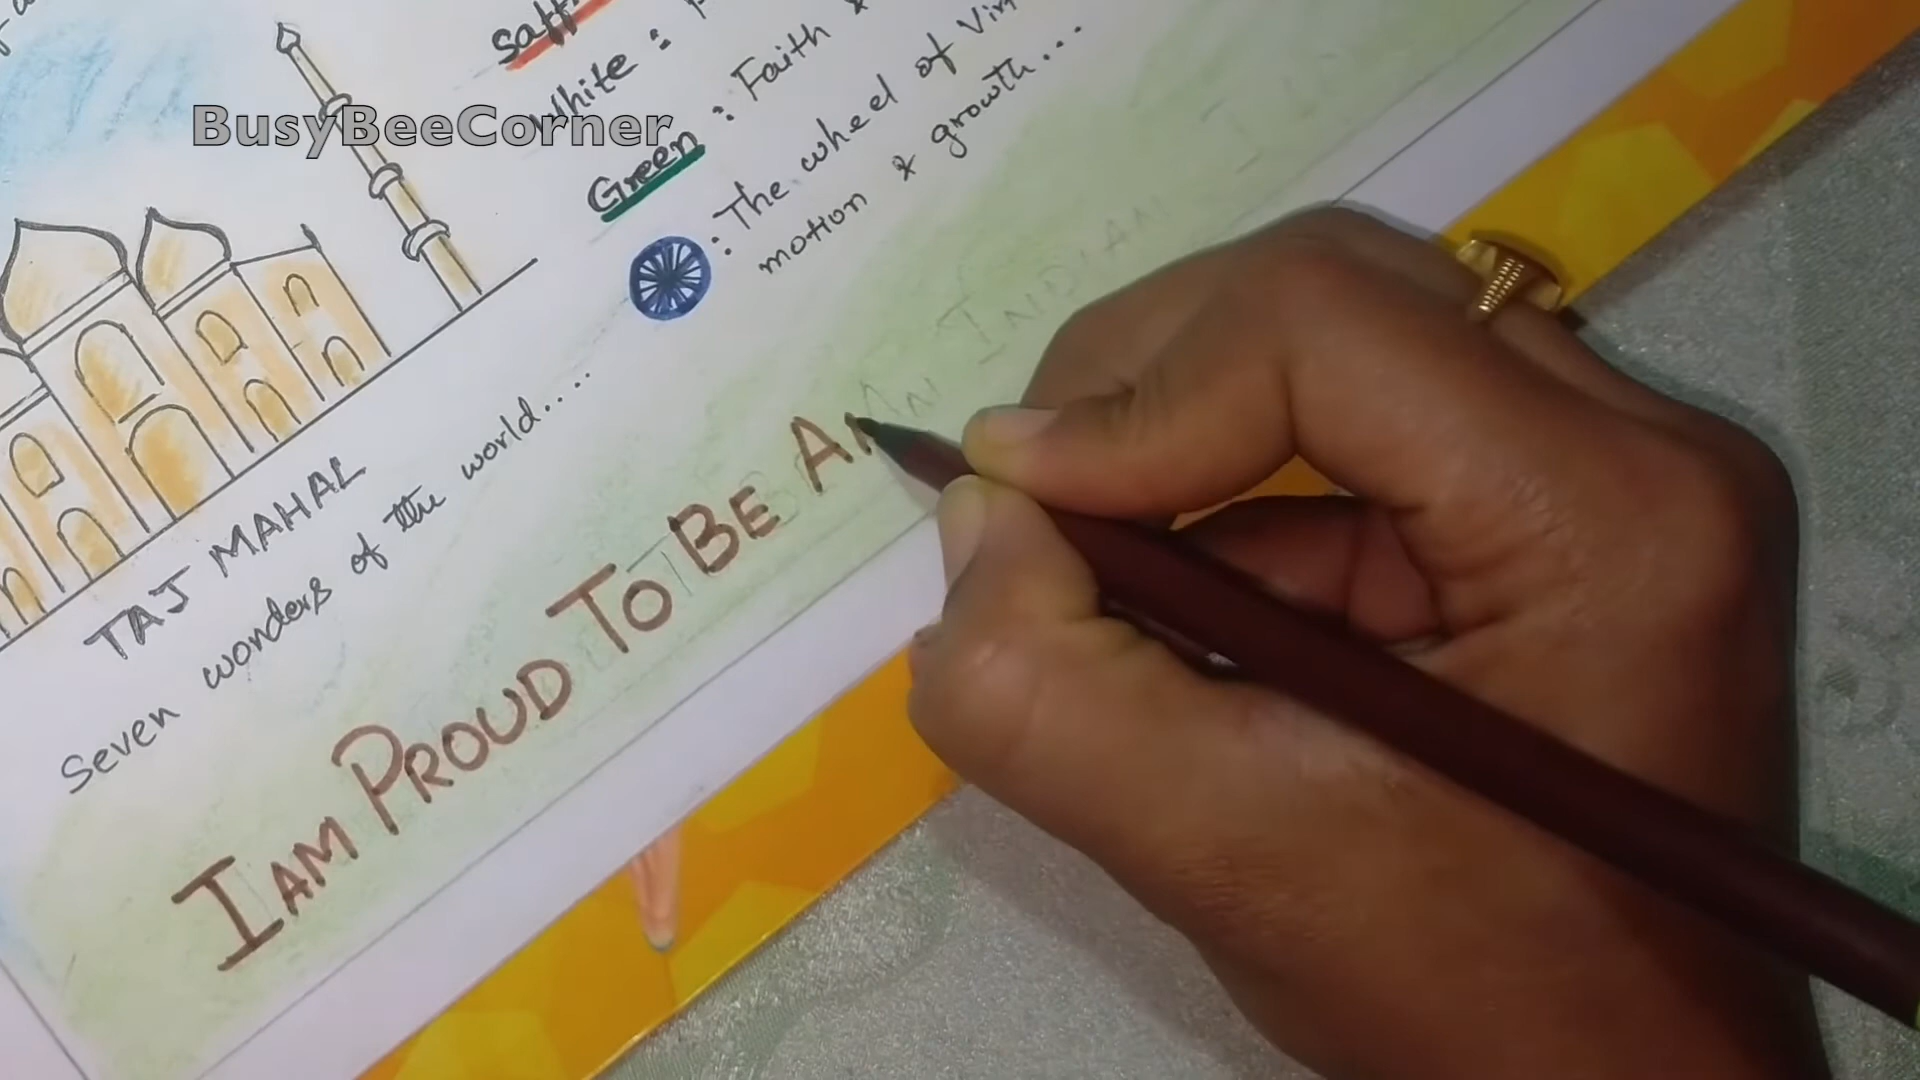 BusyBeeCorner
White :
Green : Faith &
: The wheel of
motion & growth...
TAJ MAHAL
Seven wonders of the world....
I AM PROUD TO BE AN INDIAN